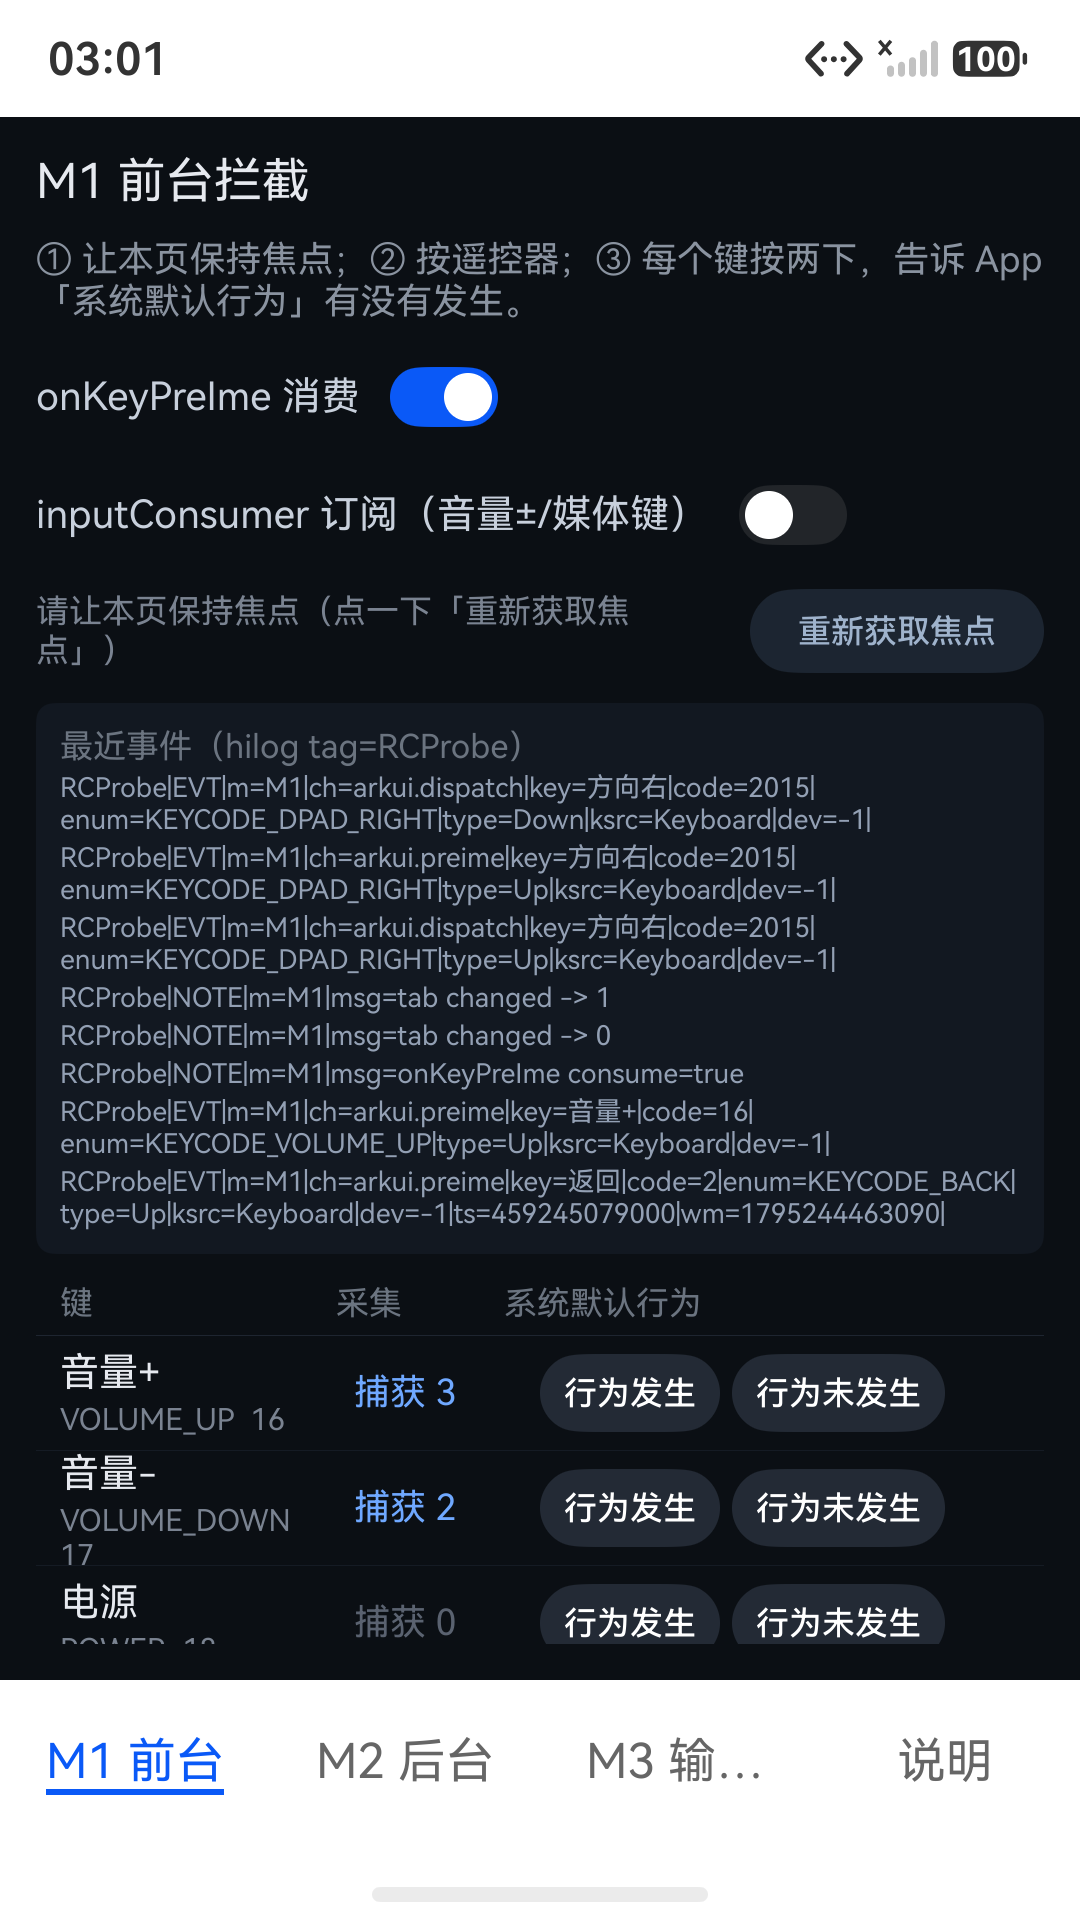 03:01
100
M1 前台拦截
① 让本页保持焦点；② 按遥控器；③ 每个键按两下，告诉 App
「系统默认行为」有没有发生。
onKeyPreIme 消费
inputConsumer 订阅（音量±/媒体键）
请让本页保持焦点（点一下「重新获取焦
点」）
重新获取焦点
最近事件（hilog tag=RCProbe）
RCProbe|EVT|m=M1|ch=arkui.dispatch|key=方向右|code=2015|
enum=KEYCODE_DPAD_RIGHT|type=Down|ksrc=Keyboard|dev=-1|
RCProbe|EVT|m=M1|ch=arkui.preime|key=方向右|code=2015|
enum=KEYCODE_DPAD_RIGHT|type=Up|ksrc=Keyboard|dev=-1|
RCProbe|EVT|m=M1|ch=arkui.dispatch|key=方向右|code=2015|
enum=KEYCODE_DPAD_RIGHT|type=Up|ksrc=Keyboard|dev=-1|
RCProbe|NOTE|m=M1|msg=tab changed -> 1
RCProbe|NOTE|m=M1|msg=tab changed -> 0
RCProbe|NOTE|m=M1|msg=onKeyPreIme consume=true
RCProbe|EVT|m=M1|ch=arkui.preime|key=音量+|code=16|
enum=KEYCODE_VOLUME_UP|type=Up|ksrc=Keyboard|dev=-1|
RCProbe|EVT|m=M1|ch=arkui.preime|key=返回|code=2|enum=KEYCODE_BACK|
type=Up|ksrc=Keyboard|dev=-1|ts=459245079000|wm=1795244463090|
键 采集 系统默认行为
音量+
VOLUME_UP 16
捕获 3 行为发生 行为未发生
音量-
VOLUME_DOWN
17
捕获 2 行为发生 行为未发生
电源
POWER 18
捕获 0 行为发生 行为未发生
M1 前台 M2 后台 M3 输... 说明